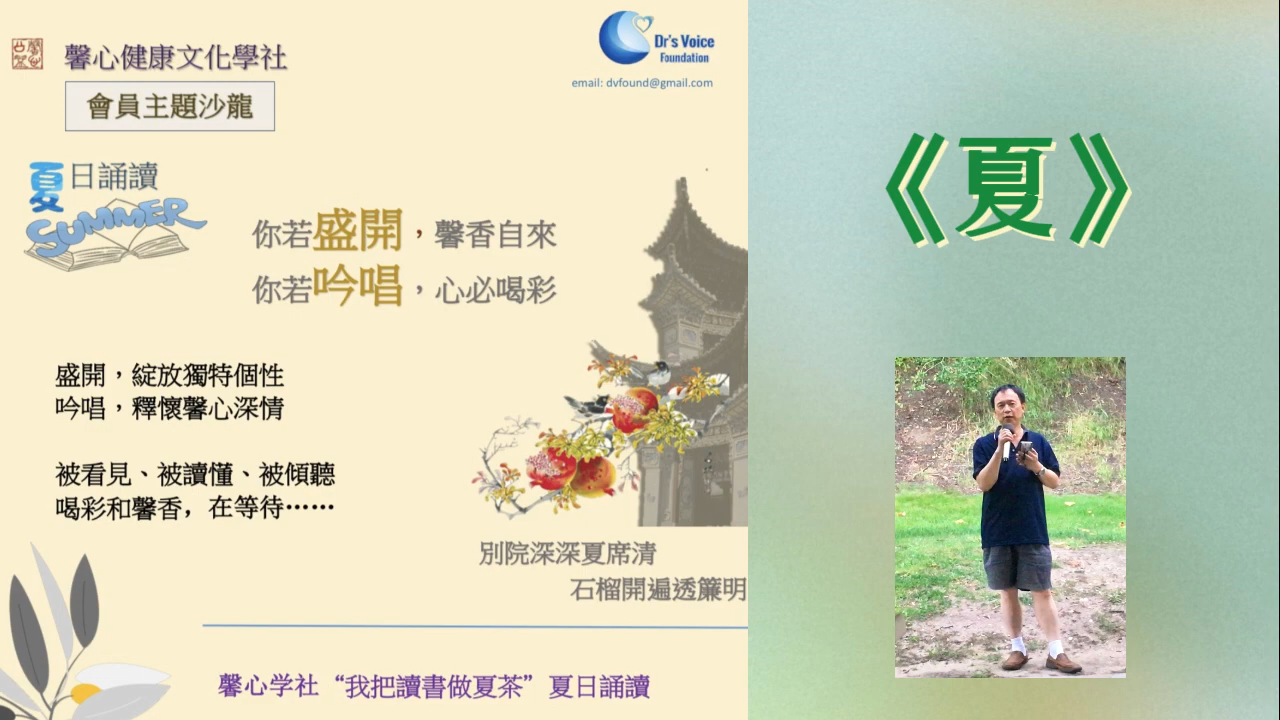 馨心健康文化學社
會員主題沙龍
Dr's Voice
Foundation
email: dvfound@gmail.com
夏日誦讀
SUMMER
你若盛開，馨香自來
你若吟唱，心必喝彩
盛開，綻放獨特個性
吟唱，釋懷馨心深情
被看見、被讀懂、被傾聽
喝彩和馨香，在等待……
別院深深夏席清
石榴開遍透簾明
馨心学社“我把讀書做夏茶”夏日誦讀
《夏》